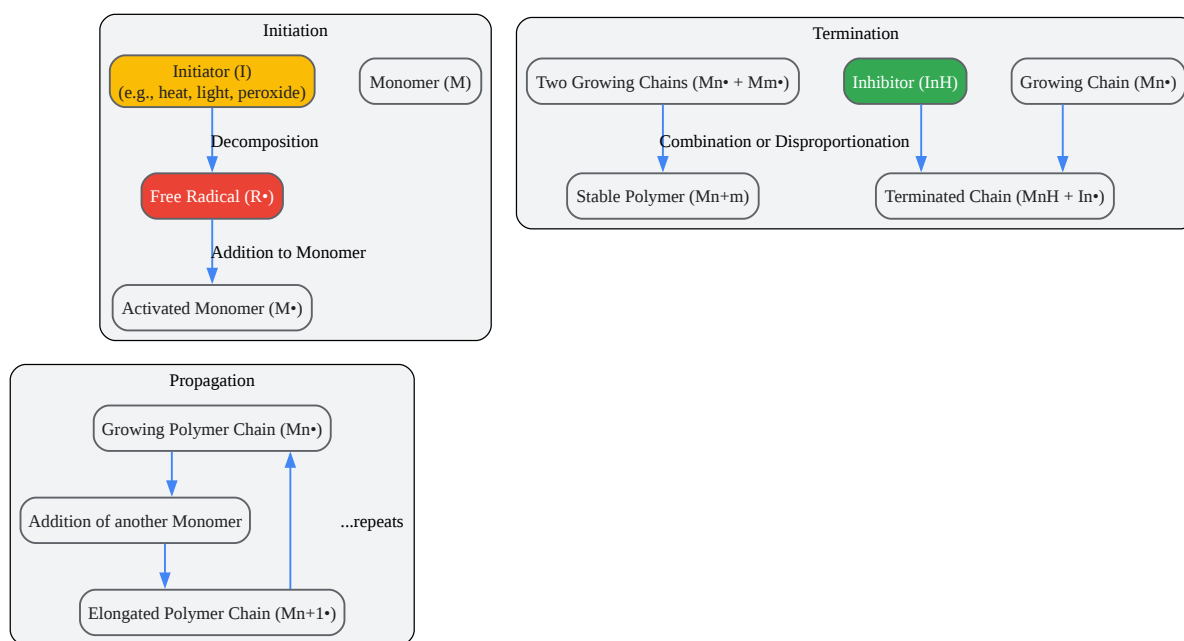 Initiation
Initiator (I)
(e.g., heat, light, peroxide)
Monomer (M)
Decomposition
Free Radical (R•)
Addition to Monomer
Activated Monomer (M•)
Termination
Two Growing Chains (Mn• + Mm•)
Inhibitor (InH)
Growing Chain (Mn•)
Combination or Disproportionation
Stable Polymer (Mn+m)
Terminated Chain (MnH + In•)
Propagation
Growing Polymer Chain (Mn•)
Addition of another Monomer
...repeats
Elongated Polymer Chain (Mn+1•)